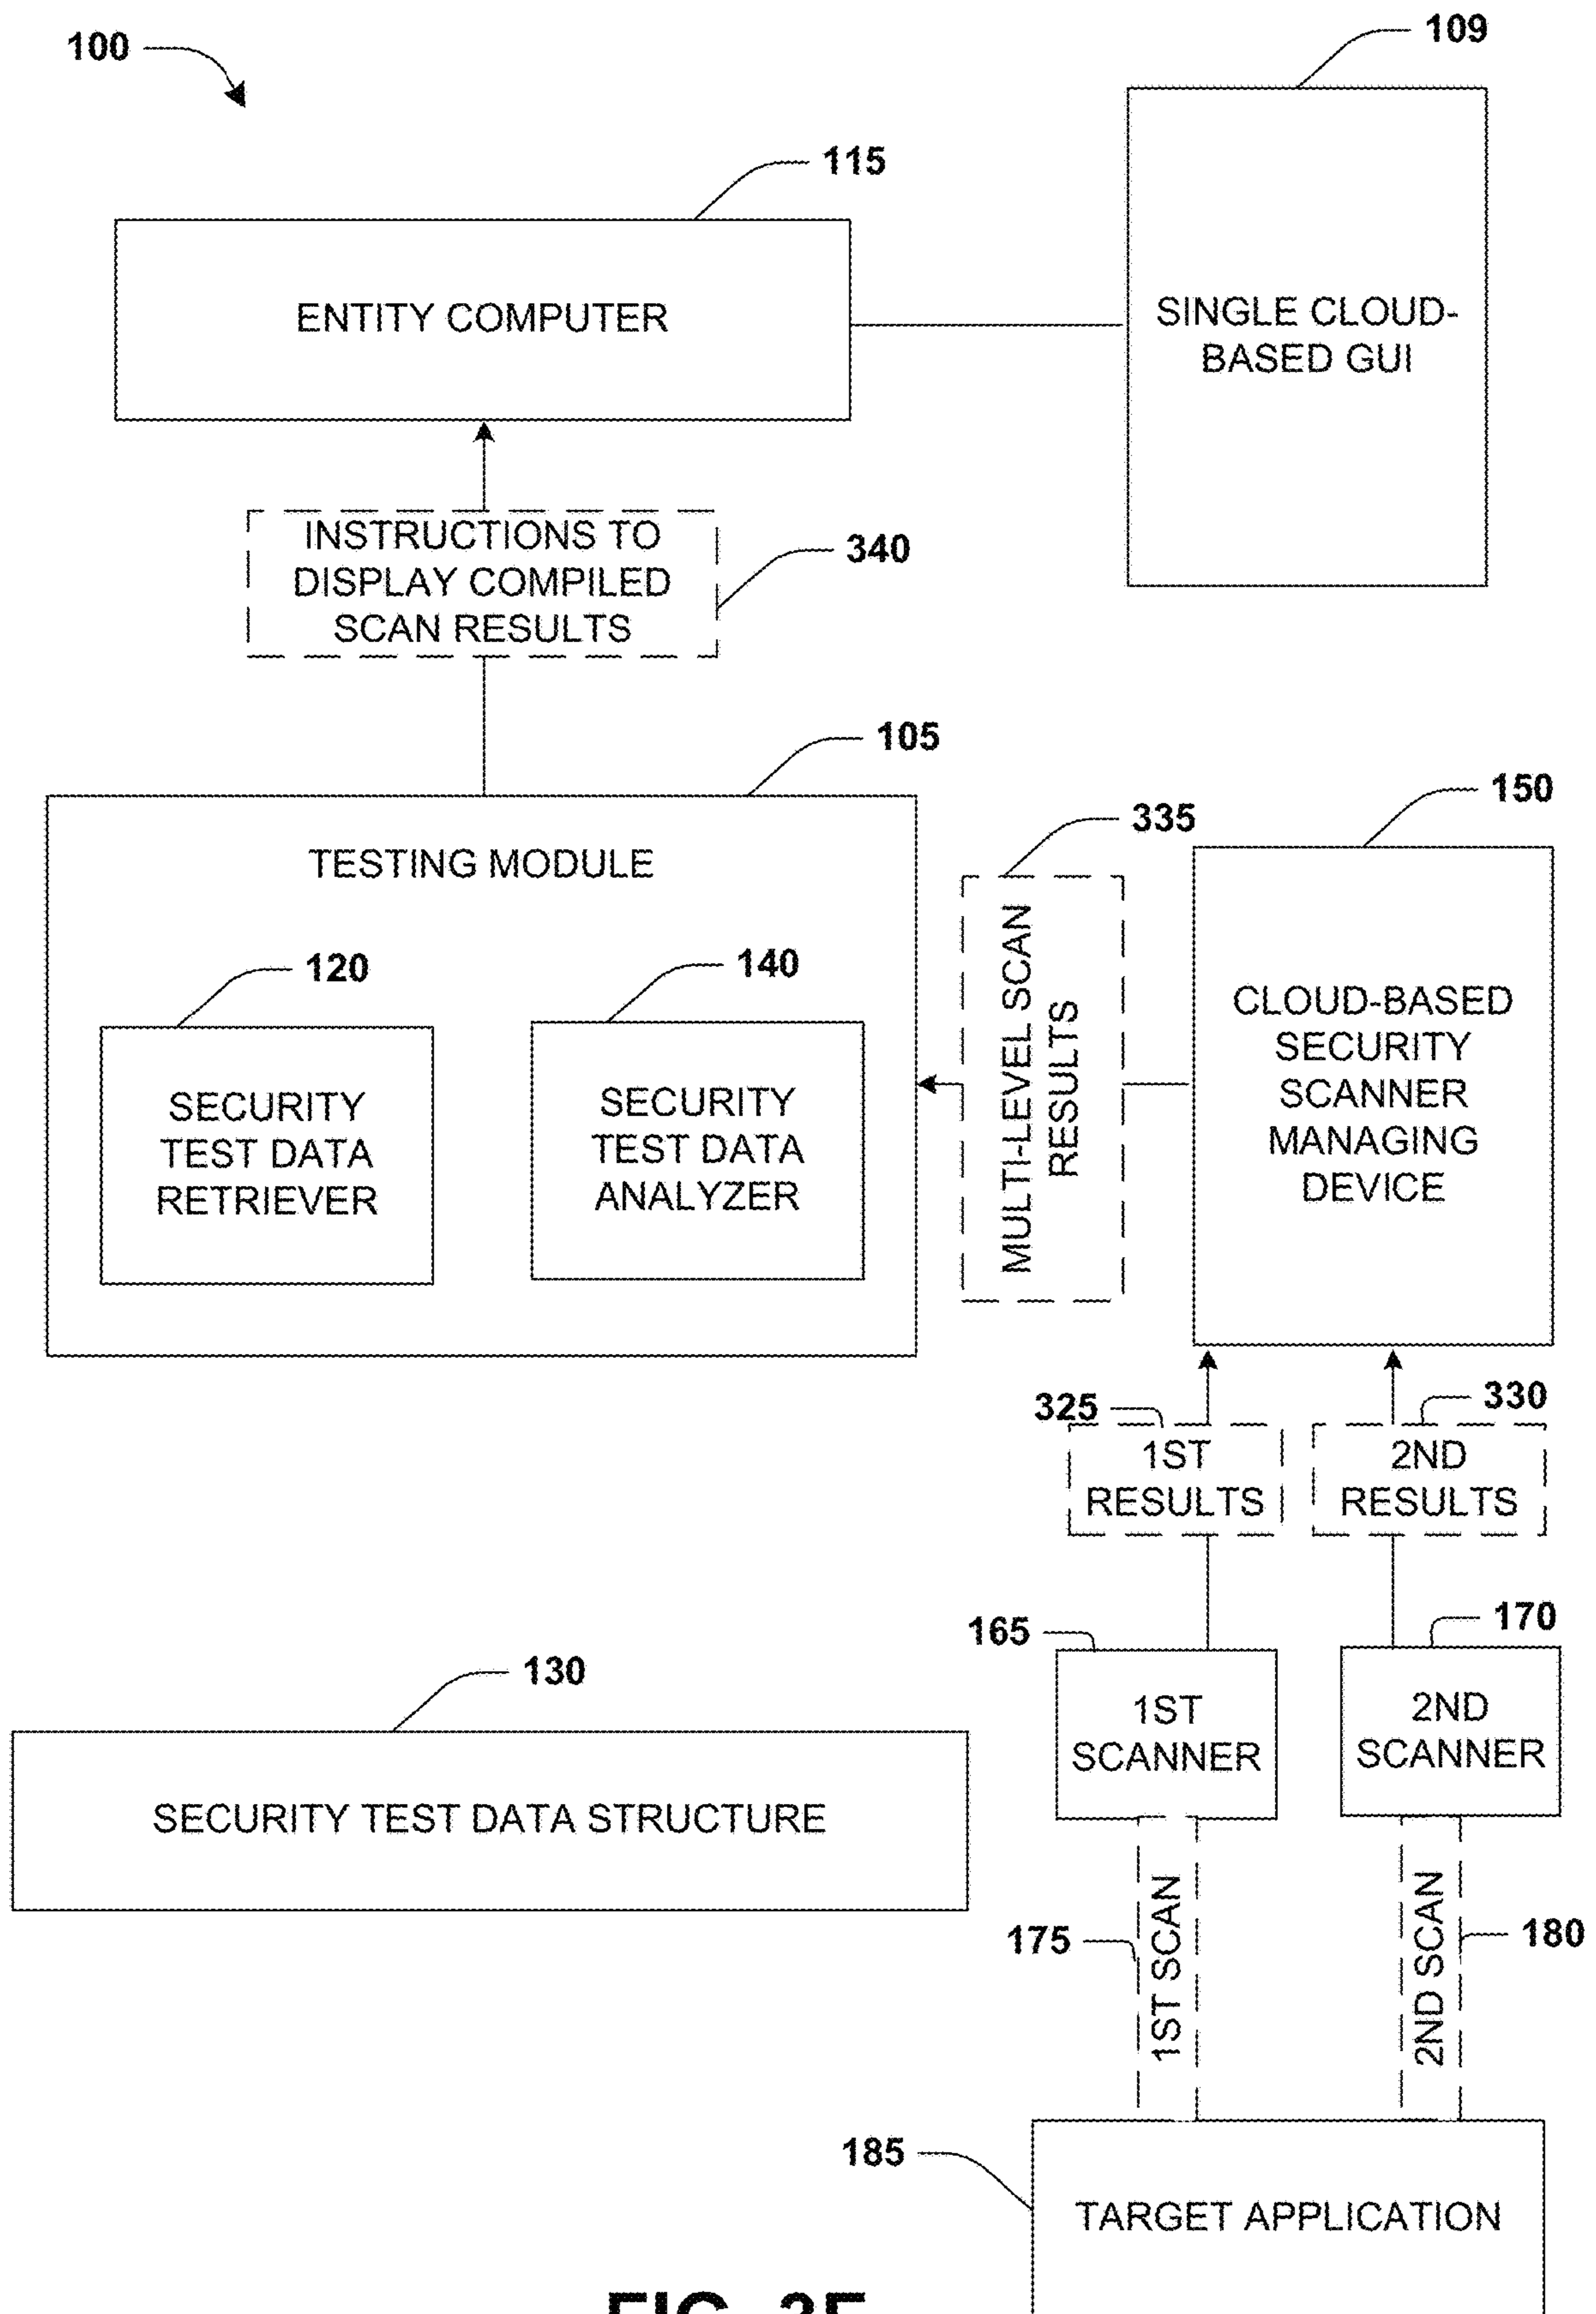 100
109
115
ENTITY COMPUTER
SINGLE CLOUD-
BASED GUI
INSTRUCTIONS TO
DISPLAY COMPILED
SCAN RESULTS
340
105
TESTING MODULE
120
SECURITY
TEST DATA
RETRIEVER
140
SECURITY
TEST DATA
ANALYZER
335
MULTI-LEVEL SCAN
RESULTS
150
CLOUD-BASED
SECURITY
SCANNER
MANAGING
DEVICE
325
1ST
RESULTS
330
2ND
RESULTS
165
1ST
SCANNER
170
2ND
SCANNER
130
SECURITY TEST DATA STRUCTURE
175
1ST SCAN
2ND SCAN
180
185
TARGET APPLICATION
FIG.